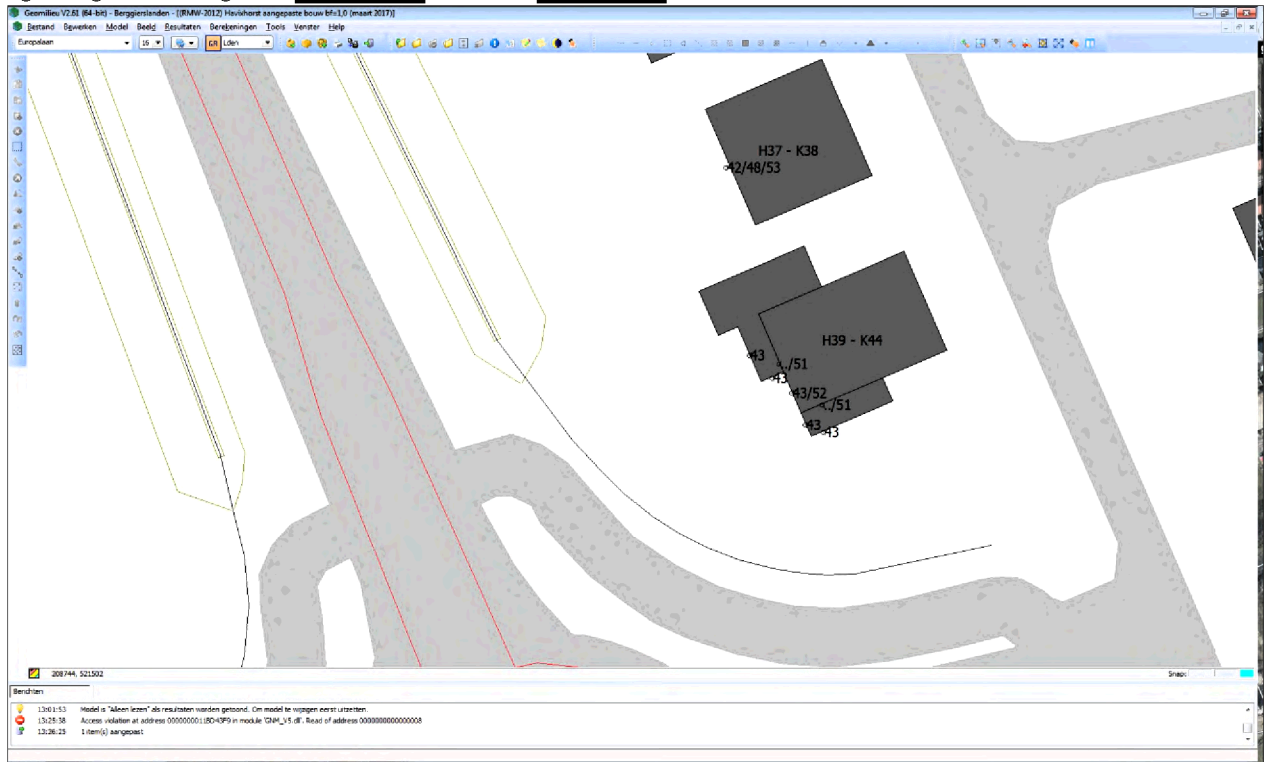 Geomilieu V2.61 (64-bit) - Berggierslanden - [(RMW-2012) Havixhorst aangepaste bouw bf=1,0 (maart 2017)]
Bestand Bewerken Model Beeld Resultaten Berekeningen Tools Venster Help
Europalaan 16 GR Lden
H37 - K38
42/48/53
H39 - K44
43
../51
43
43/52
../51
43
43
208744, 521502
Snap:
Berichten
13:01:53 Model is "Alleen lezen" als resultaten worden getoond. Om model te wijzigen eerst uitzetten.
13:25:38 Access violation at address in module 'GNM_V5.dll'. Read of address 0000000000000008
13:26:25 1 item(s) aangepast